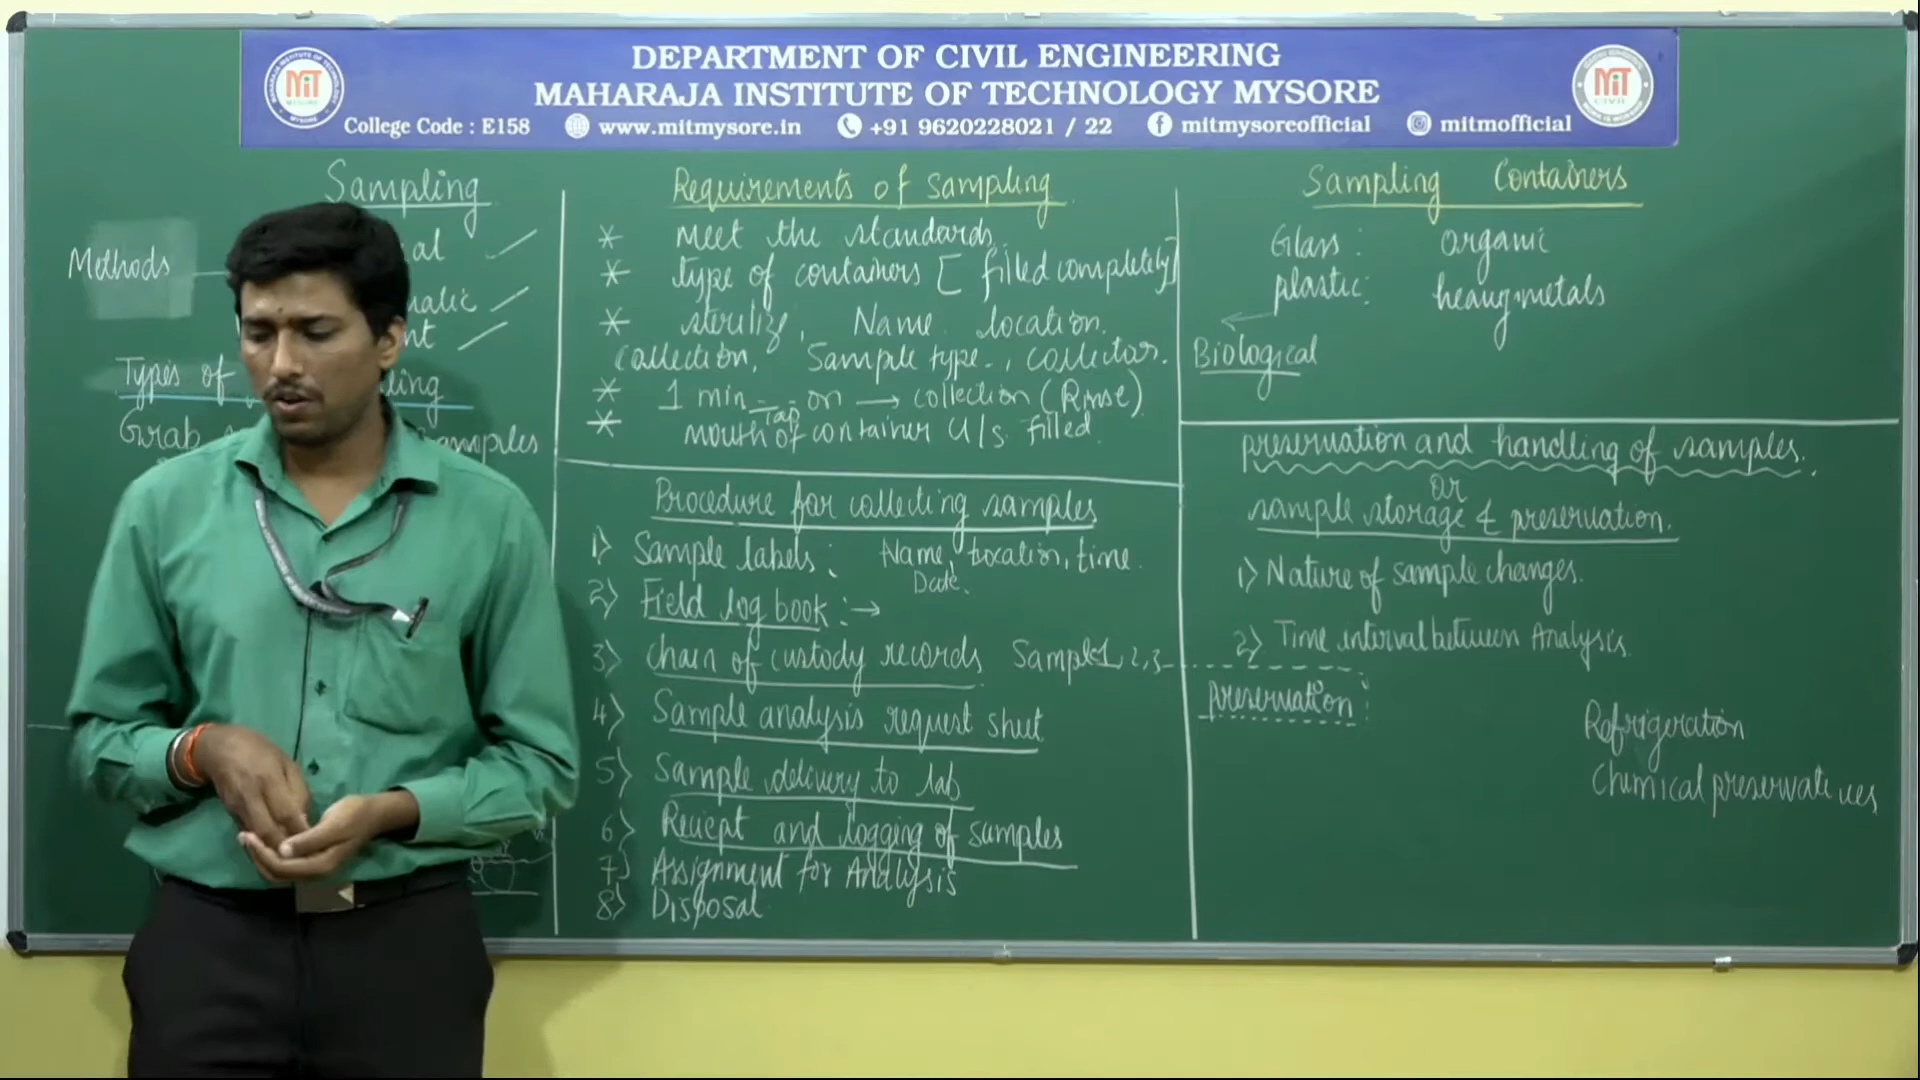 DEPARTMENT OF CIVIL ENGINEERING
MAHARAJA INSTITUTE OF TECHNOLOGY MYSORE
College Code : E158 www.mitmysore.in +91 9620228021 / 22 mitmysoreofficial mitmofficial
MIT
MYSORE
MIT
CIVIL
Sampling
Methods
Types of
Grab
Requirements of sampling
* Meet the standards
* type of containers [ filled completely]
* sterilize, Name location.
collection, Sample type, collector.
* 1 min Tap on → collection (Rinse)
* mouth of container U/s filled.
Procedure for collecting samples
1) Sample labels: Name, location, time.
Date.
2) Field log book: →
3) chain of custody records Sample 1, 2, 3
4) Sample analysis request sheet
5) Sample delivery to lab
6) Reciept and logging of samples
7) Assignment for Analysis
8) Disposal
Sampling Containers
Glass: organic
plastic: heavy metals
Biological
preservation and handling of samples.
or
sample storage & preservation.
1) Nature of sample changes.
2) Time interval between Analysis.
preservation:
Refrigeration
Chemical preservatives